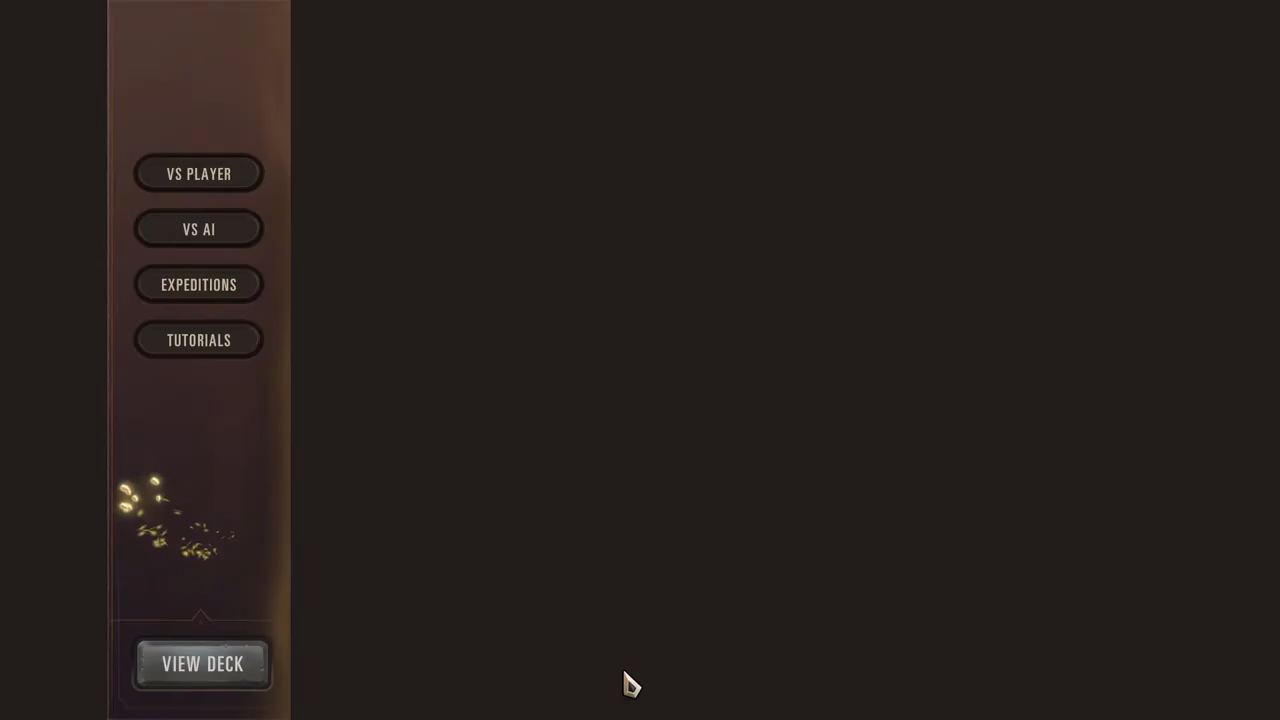 VS PLAYER
VS AI
EXPEDITIONS
TUTORIALS
VIEW DECK